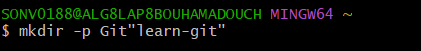 SONV0188@ALG8LAP8BOUHAMADOUCH MINGW64 ~
$ mkdir -p Git"learn-git"